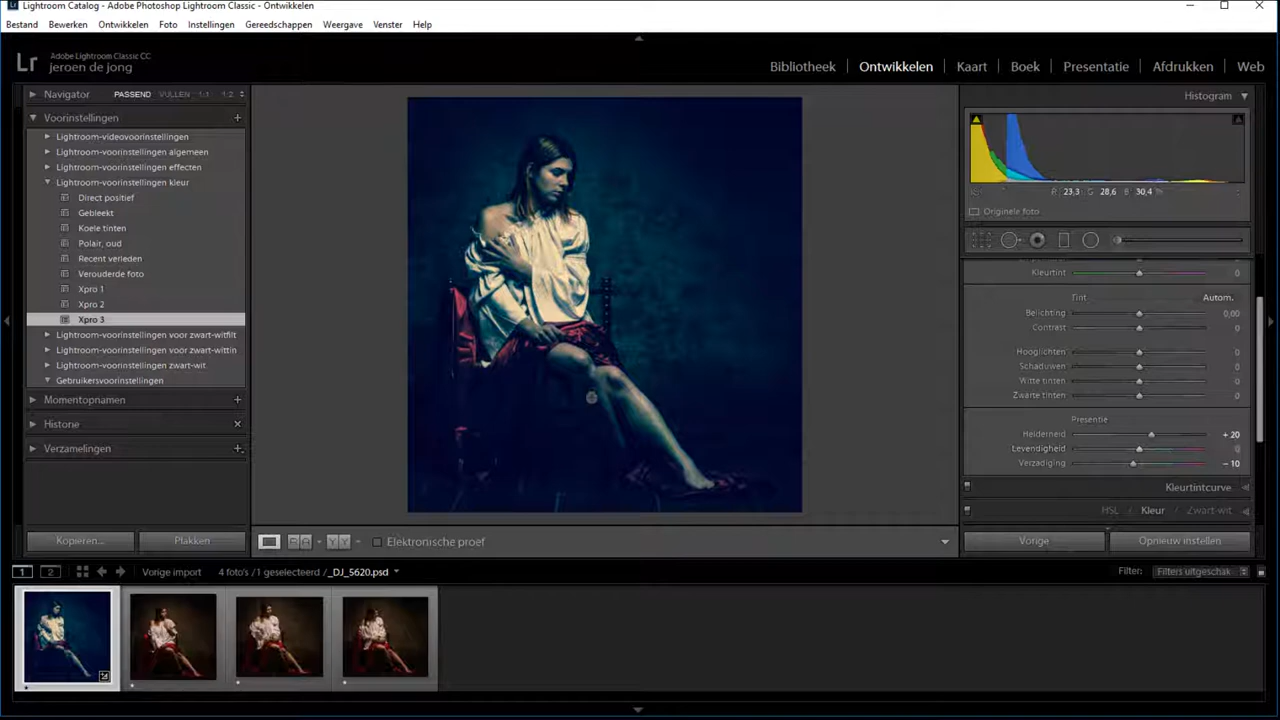 Lightroom Catalog - Adobe Photoshop Lightroom Classic - Ontwikkelen
Bestand Bewerken Ontwikkelen Foto Instellingen Gereedschappen Weergave Venster Help
Lr Adobe Lightroom Classic CC
jeroen de jong
Bibliotheek | Ontwikkelen | Kaart | Boek | Presentatie | Afdrukken | Web
Navigator PASSEND VULLEN 1:1 1:2
Voorinstellingen
Lightroom-videovoorinstellingen
Lightroom-voorinstellingen algemeen
Lightroom-voorinstellingen effecten
Lightroom-voorinstellingen kleur
Direct positief
Gebleekt
Koele tinten
Polair, oud
Recent verleden
Verouderde foto
Xpro 1
Xpro 2
Xpro 3
Lightroom-voorinstellingen voor zwart-witfilt
Lightroom-voorinstellingen voor zwart-wittin
Lightroom-voorinstellingen zwart-wit
Gebruikersvoorinstellingen
Momentopnamen
Historie
Verzamelingen
Kopieren... Plakken
Elektronische proef
Histogram
R 23,3 G 28,6 B 30,4 %
Originele foto
Kleurtint 0
Tint Autom.
Belichting 0,00
Contrast 0
Hooglichten 0
Schaduwen 0
Witte tinten 0
Zwarte tinten 0
Presentie
Helderheid + 20
Levendigheid 0
Verzadiging – 10
Kleurtintcurve
HSL / Kleur / Zwart-wit
Vorige Opnieuw instellen
1 2 Vorige import 4 foto's /1 geselecteerd /_DJ_5620.psd
Filter: Filters uitgeschak